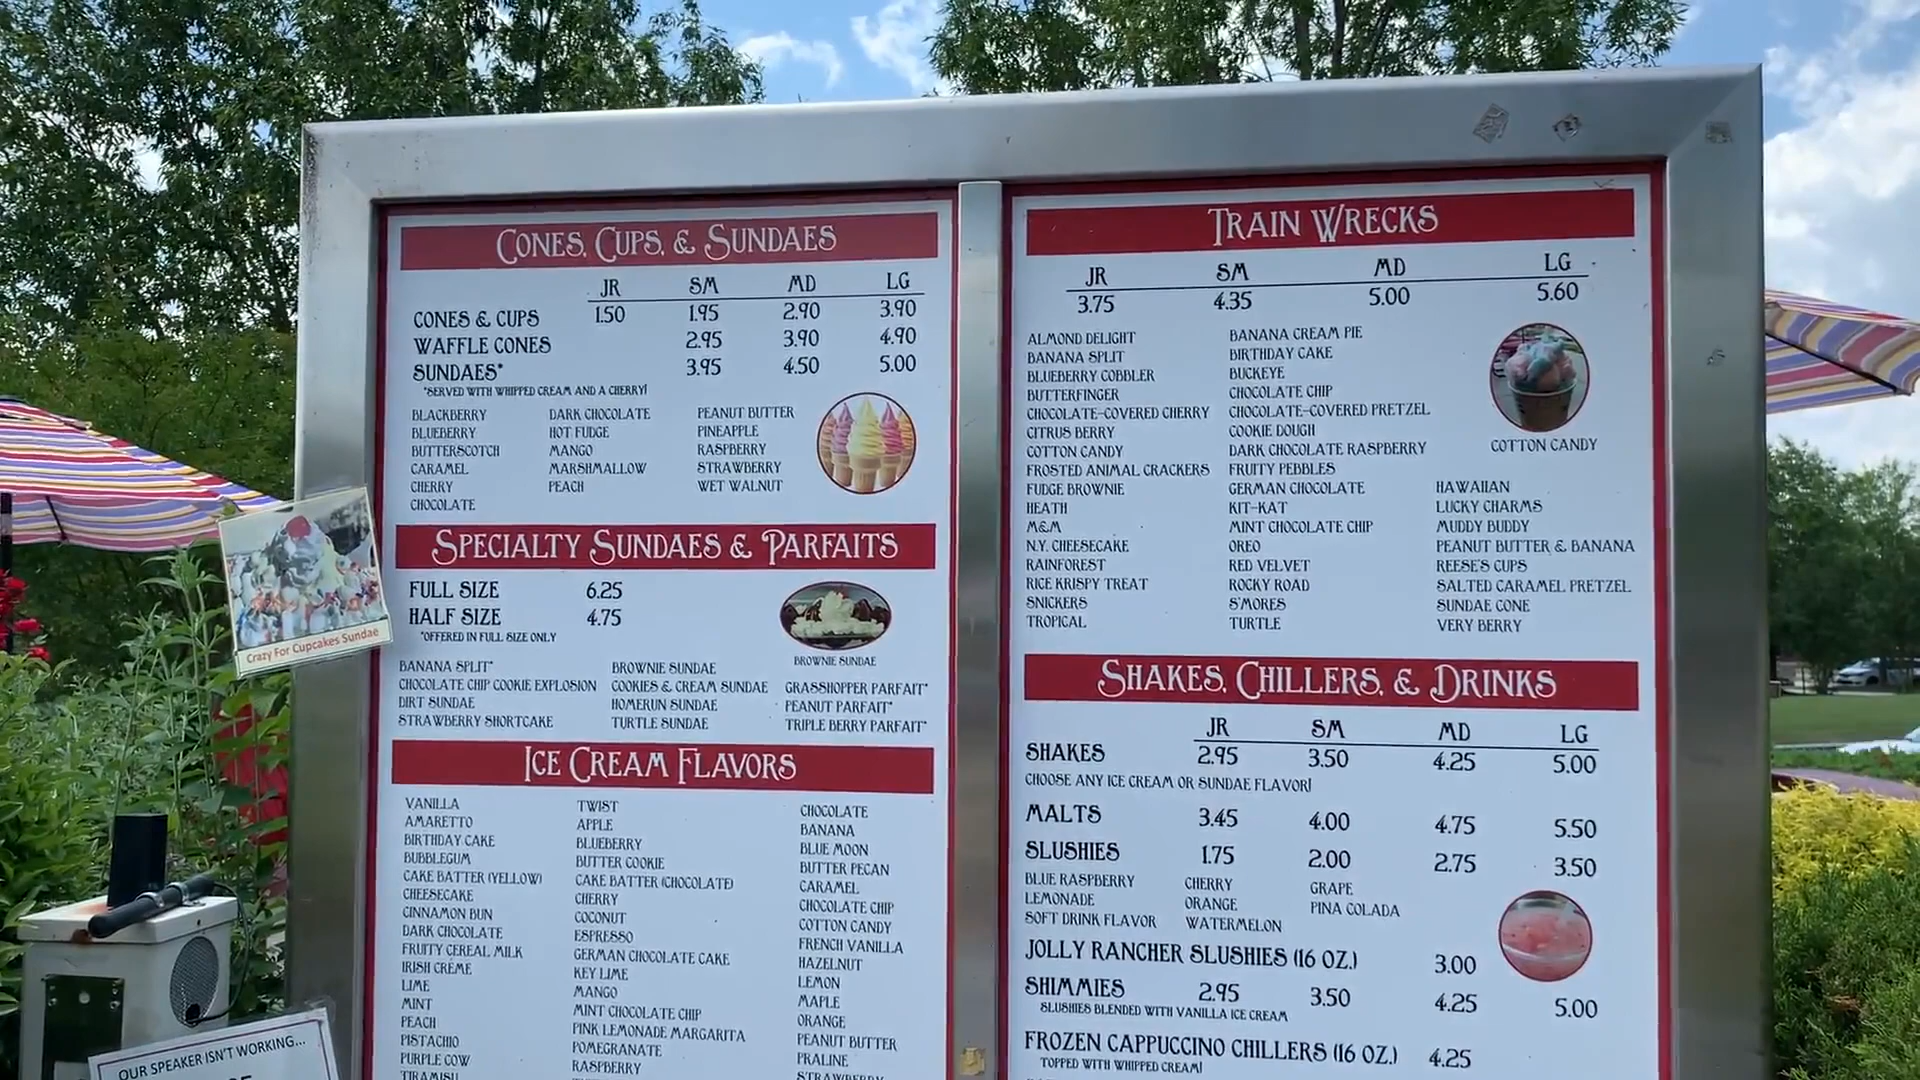 CONES, CUPS, & SUNDAES
JR SM MD LG
CONES & CUPS 1.50 1.95 2.90 3.90
WAFFLE CONES 2.95 3.90 4.90
SUNDAES* 3.95 4.50 5.00
*SERVED WITH WHIPPED CREAM AND A CHERRY!
BLACKBERRY DARK CHOCOLATE PEANUT BUTTER
BLUEBERRY HOT FUDGE PINEAPPLE
BUTTERSCOTCH MANGO RASPBERRY
CARAMEL MARSHMALLOW STRAWBERRY
CHERRY PEACH WET WALNUT
CHOCOLATE
SPECIALTY SUNDAES & PARFAITS
FULL SIZE 6.25
HALF SIZE 4.75
*OFFERED IN FULL SIZE ONLY
BROWNIE SUNDAE
BANANA SPLIT* BROWNIE SUNDAE GRASSHOPPER PARFAIT*
CHOCOLATE CHIP COOKIE EXPLOSION COOKIES & CREAM SUNDAE PEANUT PARFAIT*
DIRT SUNDAE HOMERUN SUNDAE TRIPLE BERRY PARFAIT*
STRAWBERRY SHORTCAKE TURTLE SUNDAE
ICE CREAM FLAVORS
VANILLA TWIST CHOCOLATE
AMARETTO APPLE BANANA
BIRTHDAY CAKE BLUEBERRY BLUE MOON
BUBBLEGUM BUTTER COOKIE BUTTER PECAN
CAKE BATTER (YELLOW) CAKE BATTER (CHOCOLATE) CARAMEL
CHEESECAKE CHERRY CHOCOLATE CHIP
CINNAMON BUN COCONUT COTTON CANDY
DARK CHOCOLATE ESPRESSO FRENCH VANILLA
FRUITY CEREAL MILK GERMAN CHOCOLATE CAKE HAZELNUT
IRISH CRÈME KEY LIME LEMON
LIME MANGO MAPLE
MINT MINT CHOCOLATE CHIP ORANGE
PEACH PINK LEMONADE MARGARITA PEANUT BUTTER
PISTACHIO POMEGRANATE PRALINE
PURPLE COW RASPBERRY STRAWBERRY
TIRAMISU
TRAIN WRECKS
JR SM MD LG
3.75 4.35 5.00 5.60
ALMOND DELIGHT BANANA CREAM PIE
BANANA SPLIT BIRTHDAY CAKE
BLUEBERRY COBBLER BUCKEYE
BUTTERFINGER CHOCOLATE CHIP
CHOCOLATE-COVERED CHERRY CHOCOLATE-COVERED PRETZEL
CITRUS BERRY COOKIE DOUGH
COTTON CANDY DARK CHOCOLATE RASPBERRY COTTON CANDY
FROSTED ANIMAL CRACKERS FRUITY PEBBLES
FUDGE BROWNIE GERMAN CHOCOLATE HAWAIIAN
HEATH KIT-KAT LUCKY CHARMS
M&M MINT CHOCOLATE CHIP MUDDY BUDDY
N.Y. CHEESECAKE OREO PEANUT BUTTER & BANANA
RAINFOREST RED VELVET REESE'S CUPS
RICE KRISPY TREAT ROCKY ROAD SALTED CARAMEL PRETZEL
SNICKERS S'MORES SUNDAE CONE
TROPICAL TURTLE VERY BERRY
SHAKES, CHILLERS, & DRINKS
JR SM MD LG
SHAKES 2.95 3.50 4.25 5.00
CHOOSE ANY ICE CREAM OR SUNDAE FLAVOR!
MALTS 3.45 4.00 4.75 5.50
SLUSHIES 1.75 2.00 2.75 3.50
BLUE RASPBERRY CHERRY GRAPE
LEMONADE ORANGE PINA COLADA
SOFT DRINK FLAVOR WATERMELON
JOLLY RANCHER SLUSHIES (16 OZ.) 3.00
SHIMMIES 2.95 3.50 4.25 5.00
SLUSHIES BLENDED WITH VANILLA ICE CREAM
FROZEN CAPPUCCINO CHILLERS (16 OZ.) 4.25
TOPPED WITH WHIPPED CREAM!
Crazy For Cupcakes Sundae
OUR SPEAKER ISN'T WORKING...